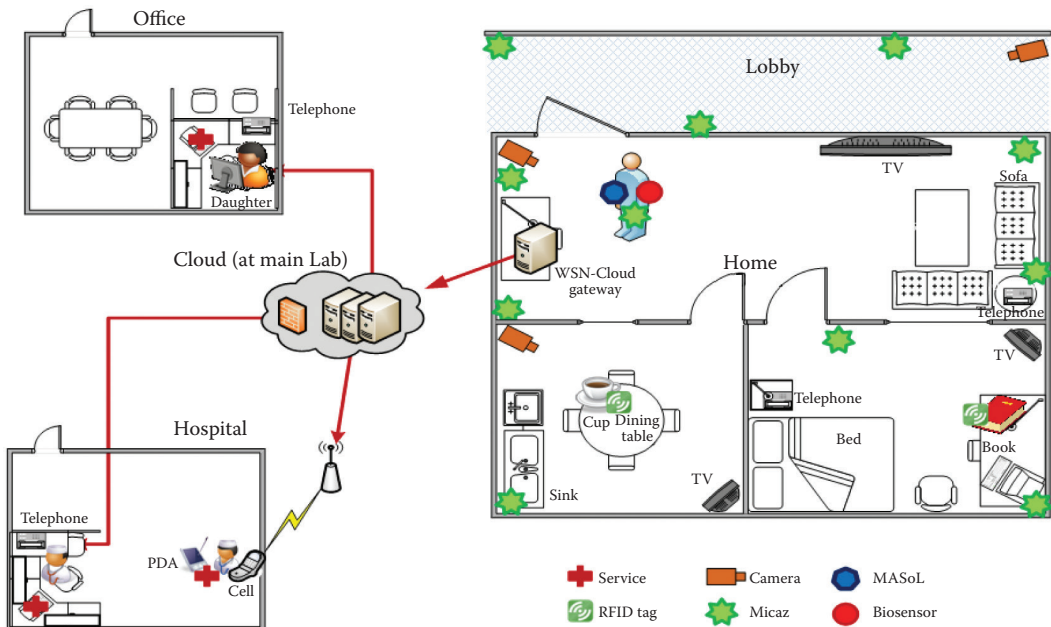 Office
Telephone
Daughter
Cloud (at main Lab)
Hospital
Telephone
PDA
Cell
Lobby
TV
Sofa
WSN-Cloud
gateway
Home
Telephone
TV
Telephone
Cup
Dining
table
Bed
Book
Sink
TV
Service
Camera
MASoL
RFID tag
Micaz
Biosensor